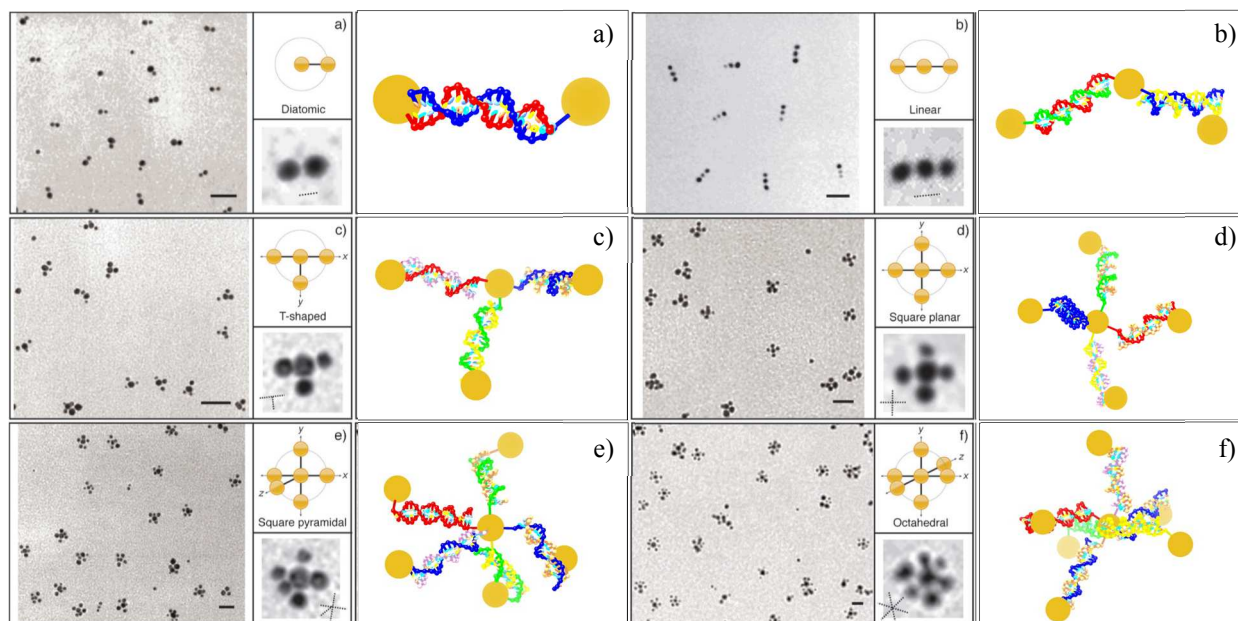 a)
Diatomic
a)
b)
Linear
b)
c)
x
y
T-shaped
c)
d)
y
x
Square planar
d)
e)
y
x
z
Square pyramidal
e)
f)
y
z
x
Octahedral
f)